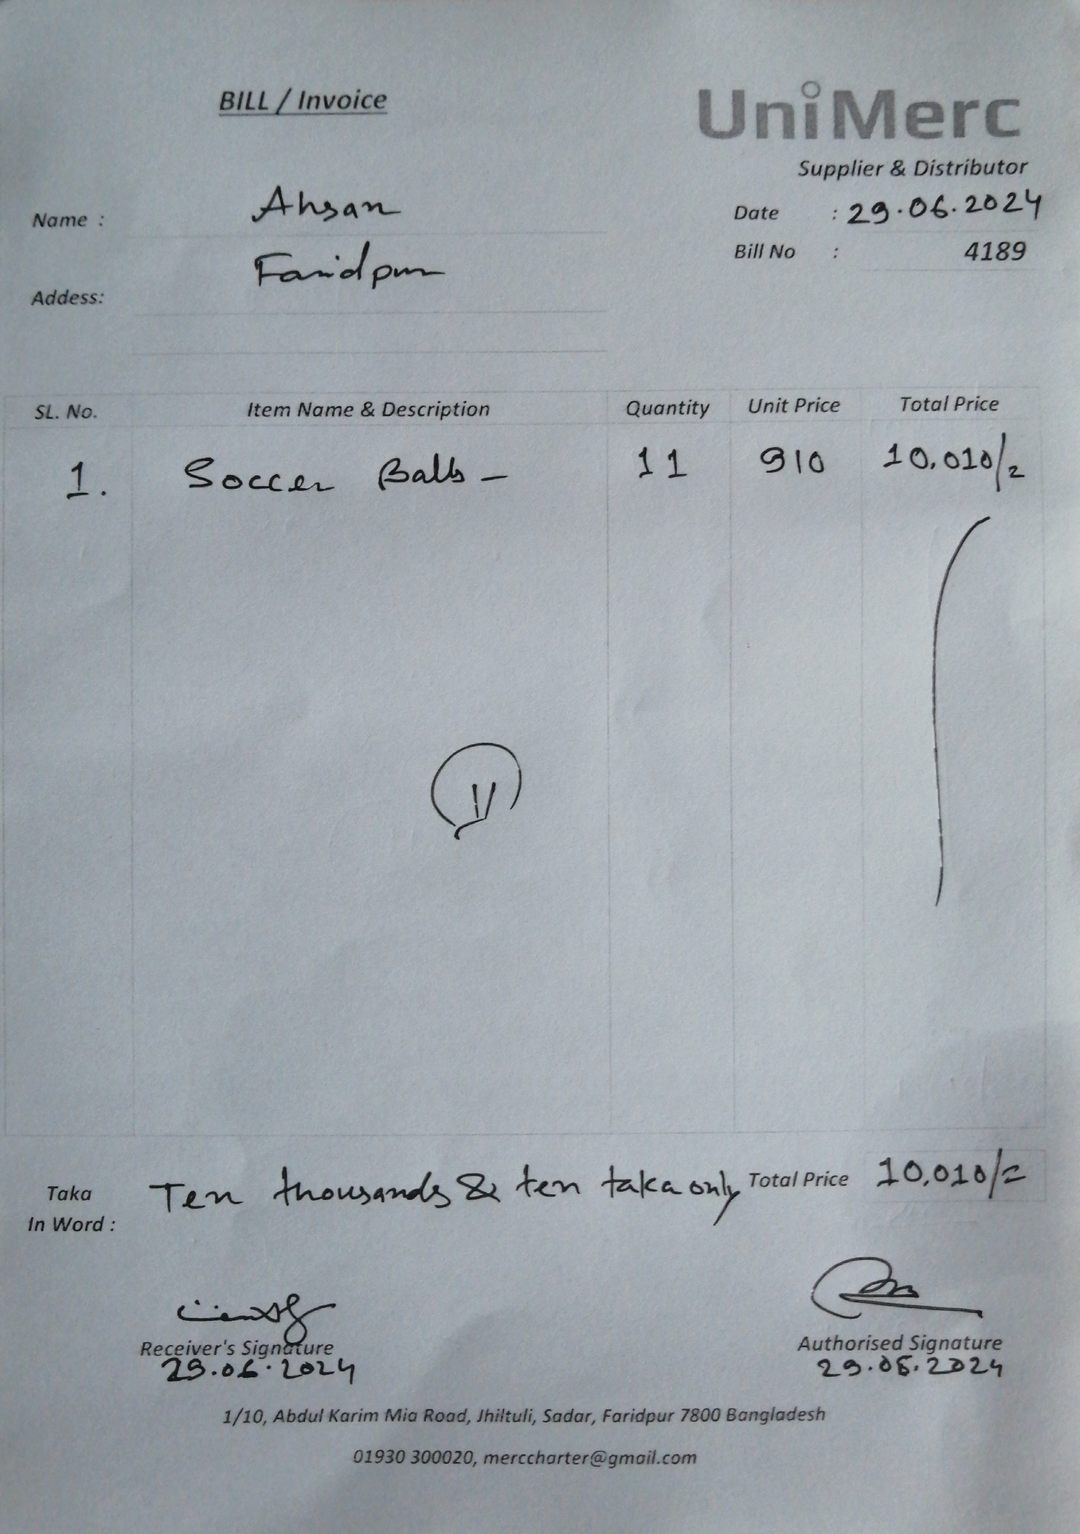 BILL / Invoice
UniMerc
Supplier & Distributor
Name : Ahsan
Date : 29.06.2024
Bill No : 4189
Addess: Faridpur
SL. No. Item Name & Description Quantity Unit Price Total Price
1. Soccer Balls – 11 910 10,010/=
11
Taka In Word : Ten thousands & ten taka only Total Price 10,010/=
Receiver's Signature
29.06.2024
Authorised Signature
29.06.2024
1/10, Abdul Karim Mia Road, Jhiltuli, Sadar, Faridpur 7800 Bangladesh
01930 300020, merccharter@gmail.com